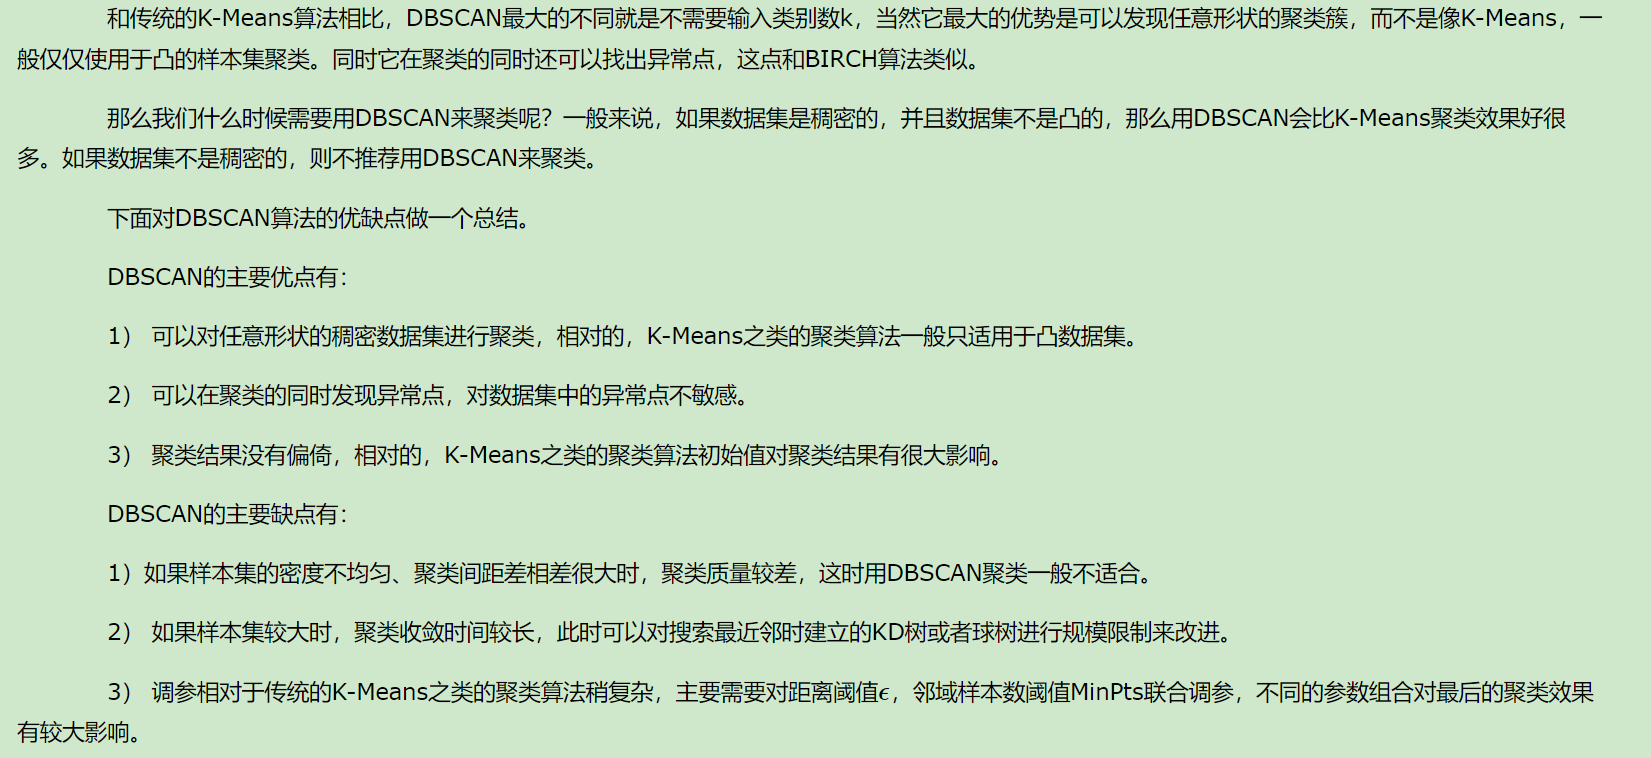 和传统的K-Means算法相比，DBSCAN最大的不同就是不需要输入类别数k，当然它最大的优势是可以发现任意形状的聚类簇，而不是像K-Means，一
般仅仅使用于凸的样本集聚类。同时它在聚类的同时还可以找出异常点，这点和BIRCH算法类似。
那么我们什么时候需要用DBSCAN来聚类呢？一般来说，如果数据集是稠密的，并且数据集不是凸的，那么用DBSCAN会比K-Means聚类效果好很
多。如果数据集不是稠密的，则不推荐用DBSCAN来聚类。
下面对DBSCAN算法的优缺点做一个总结。
DBSCAN的主要优点有：
1） 可以对任意形状的稠密数据集进行聚类，相对的，K-Means之类的聚类算法一般只适用于凸数据集。
2） 可以在聚类的同时发现异常点，对数据集中的异常点不敏感。
3） 聚类结果没有偏倚，相对的，K-Means之类的聚类算法初始值对聚类结果有很大影响。
DBSCAN的主要缺点有：
1）如果样本集的密度不均匀、聚类间距差相差很大时，聚类质量较差，这时用DBSCAN聚类一般不适合。
2） 如果样本集较大时，聚类收敛时间较长，此时可以对搜索最近邻时建立的KD树或者球树进行规模限制来改进。
3） 调参相对于传统的K-Means之类的聚类算法稍复杂，主要需要对距离阈值ϵ，邻域样本数阈值MinPts联合调参，不同的参数组合对最后的聚类效果
有较大影响。